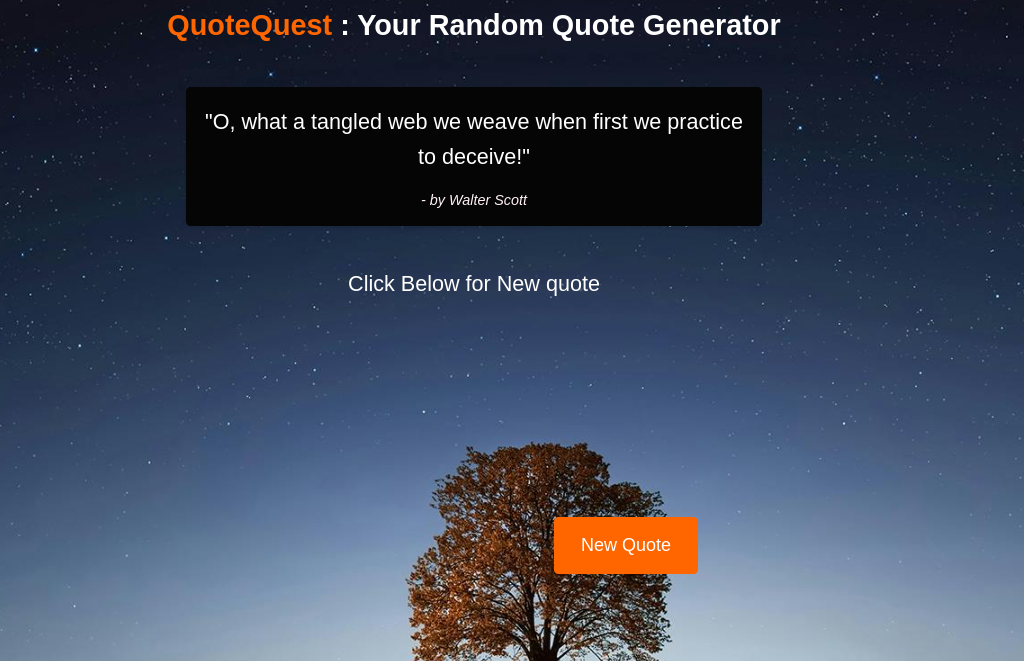 QuoteQuest : Your Random Quote Generator
"O, what a tangled web we weave when first we practice
to deceive!"
- by Walter Scott
Click Below for New quote
New Quote